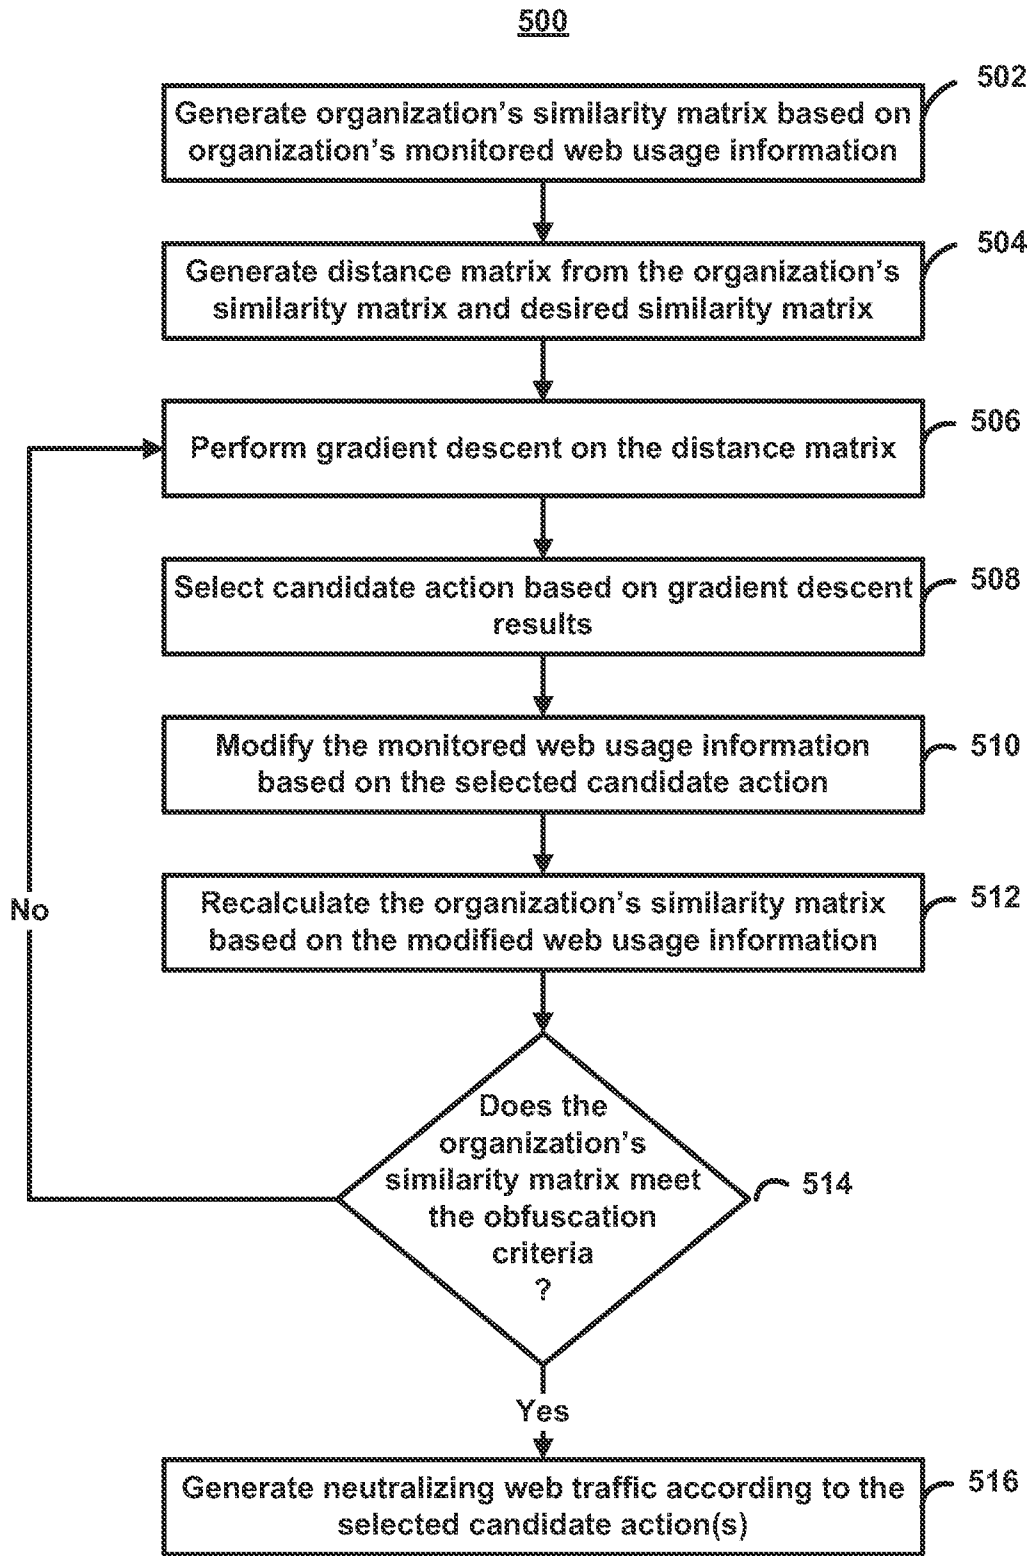 500
502
Generate organization's similarity matrix based on
organization's monitored web usage information
504
Generate distance matrix from the organization's
similarity matrix and desired similarity matrix
506
Perform gradient descent on the distance matrix
508
Select candidate action based on gradient descent
results
510
Modify the monitored web usage information
based on the selected candidate action
512
Recalculate the organization's similarity matrix
based on the modified web usage information
No
Does the
organization's
similarity matrix meet
the obfuscation
criteria
?
514
Yes
516
Generate neutralizing web traffic according to the
selected candidate action(s)